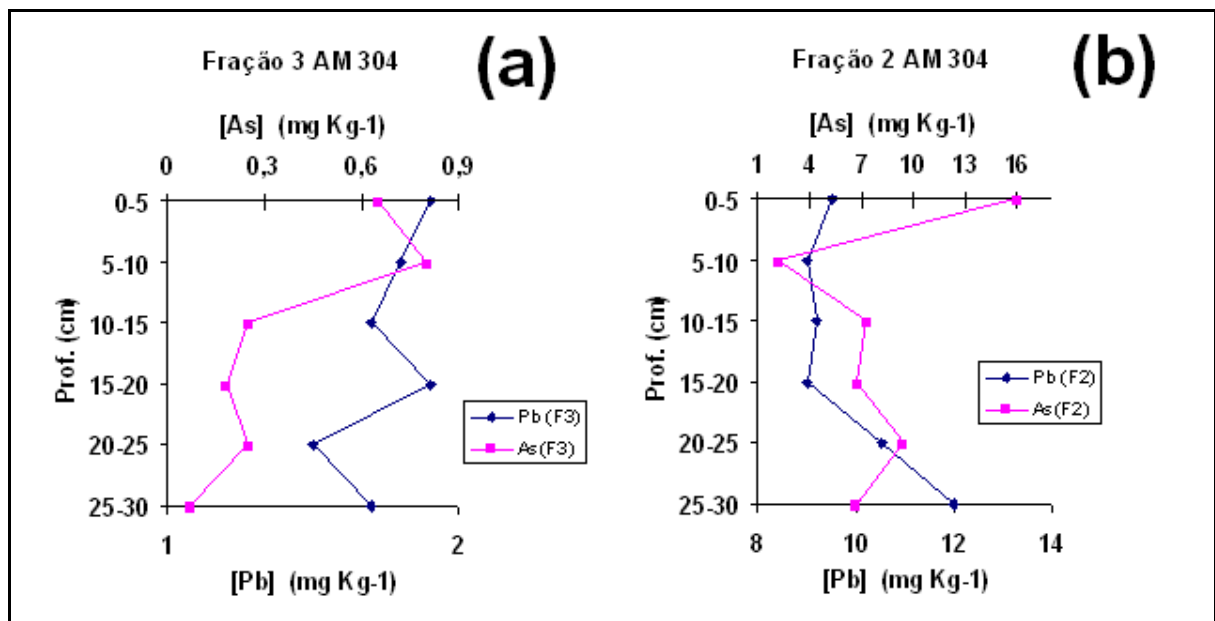 Fração 3 AM 304
(a)
[As] (mg Kg-1)
0 0,3 0,6 0,9
0-5
5-10
10-15
15-20
20-25
25-30
Prof. (cm)
Pb (F3)
As(F3)
1 2
[Pb] (mg Kg-1)
Fração 2 AM 304
(b)
[As] (mg Kg-1)
1 4 7 10 13 16
0-5
5-10
10-15
15-20
20-25
25-30
Prof. (cm)
Pb (F2)
As(F2)
8 10 12 14
[Pb] (mg Kg-1)